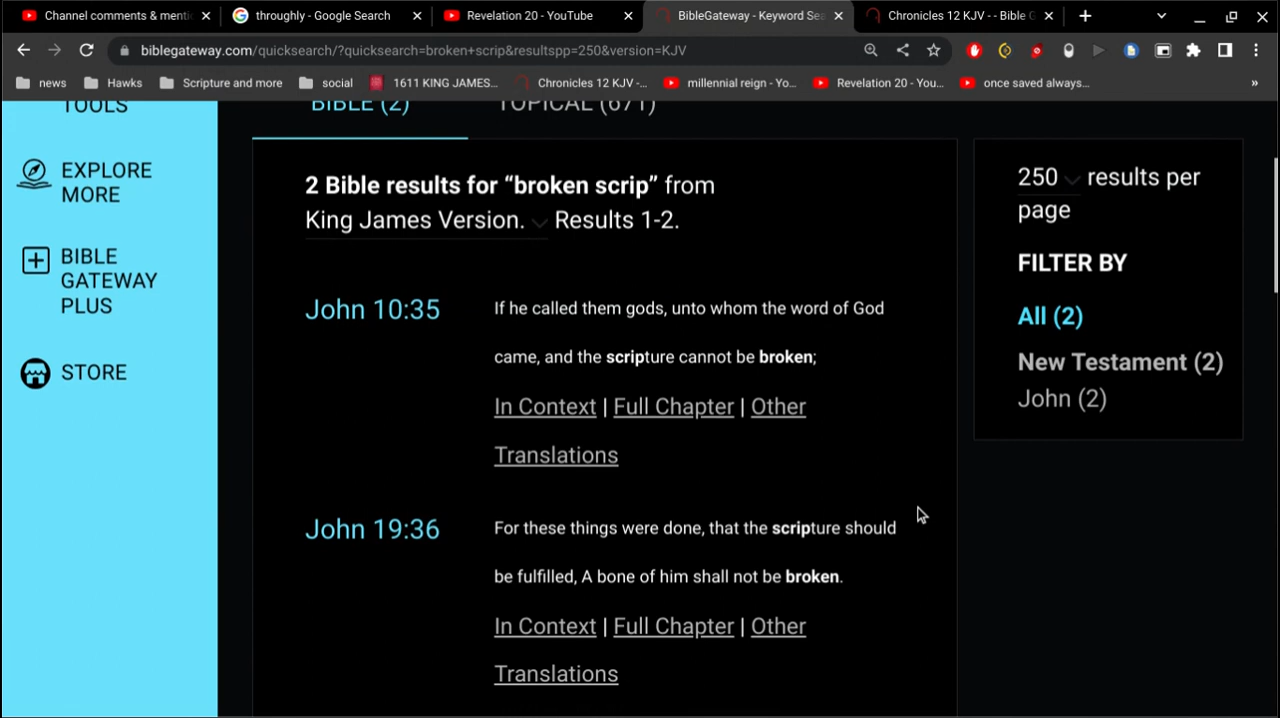 Channel comments & menti
throughly - Google Search
Revelation 20 - YouTube
BibleGateway - Keyword Sea
Chronicles 12 KJV - - Bible G
biblegateway.com/quicksearch/?quicksearch=broken+scrip&resultspp=250&version=KJV
news
Hawks
Scripture and more
social
1611 KING JAMES...
Chronicles 12 KJV -...
millennial reign - Yo...
Revelation 20 - You...
once saved always...
»
TOOLS
EXPLORE
MORE
BIBLE
GATEWAY
PLUS
STORE
BIBLE (2)
TOPICAL (671)
2 Bible results for “broken scrip” from
King James Version. Results 1-2.
John 10:35
If he called them gods, unto whom the word of God
came, and the scripture cannot be broken;
In Context | Full Chapter | Other
Translations
John 19:36
For these things were done, that the scripture should
be fulfilled, A bone of him shall not be broken.
In Context | Full Chapter | Other
Translations
250 results per
page
FILTER BY
All (2)
New Testament (2)
John (2)